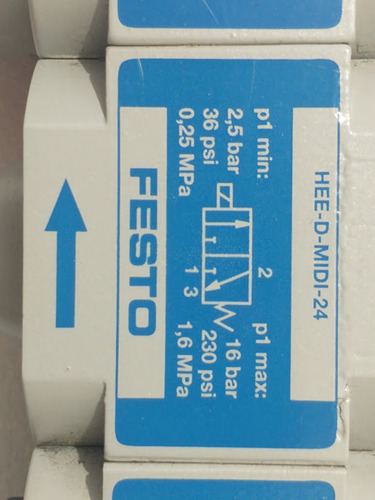 HEE-D-MIDI-24
p1 min:
2,5 bar
36 psi
0,25 MPa
2
1 3
p1 max:
16 bar
230 psi
1,6 MPa
FESTO